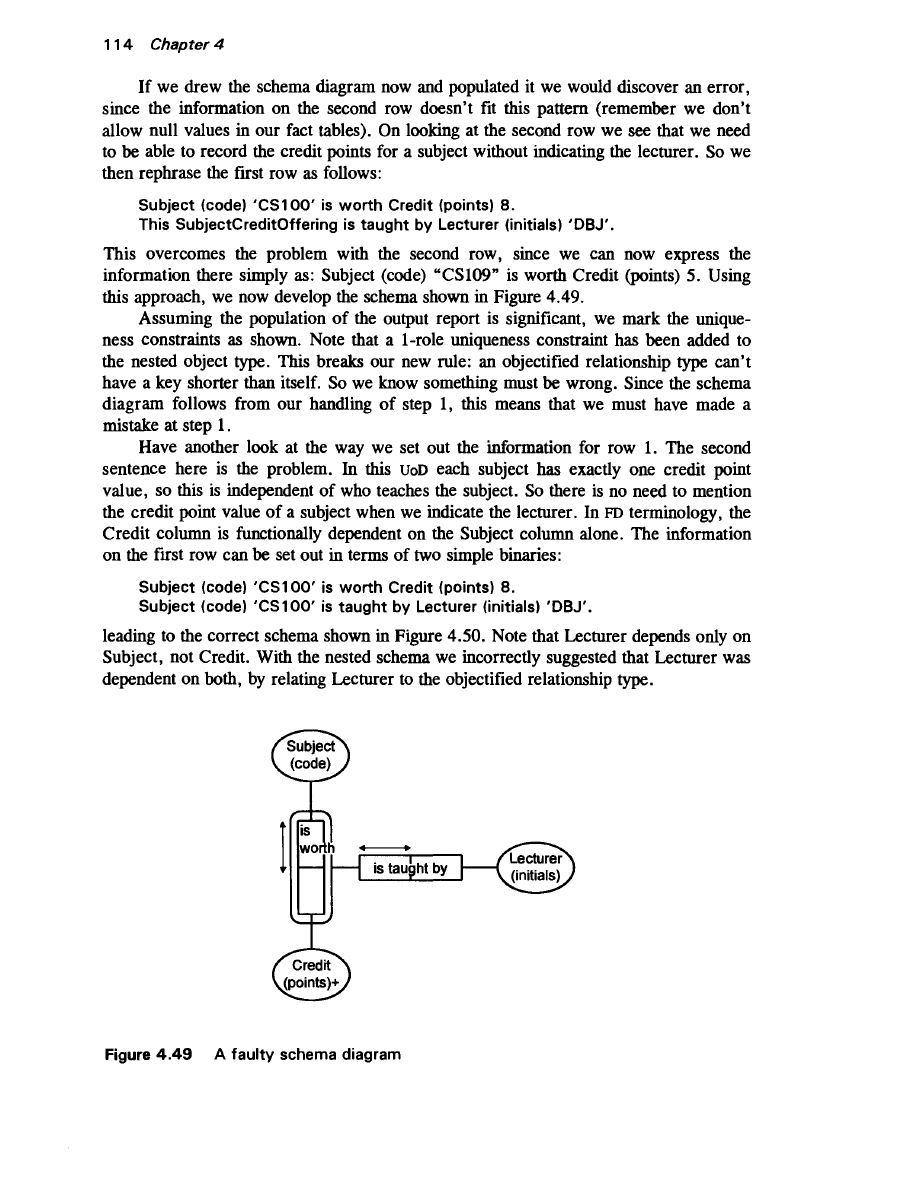 114 Chapter 4
If we drew the schema diagram now and populated it we would discover an error,
since the information on the second row doesn't fit this pattern (remember we don't
allow null values in our fact tables). On looking at the second row we see that we need
to be able to record the credit points for a subject without indicating the lecturer. So we
then rephrase the first row as follows:
Subject (code) 'CS100' is worth Credit (points) 8.
This SubjectCreditOffering is taught by Lecturer (initials) 'DBJ'.
This overcomes the problem with the second row, since we can now express the
information there simply as: Subject (code) "CS109" is worth Credit (points) 5. Using
this approach, we now develop the schema shown in Figure 4.49.
Assuming the population of the output report is significant, we mark the unique-
ness constraints as shown. Note that a 1-role uniqueness constraint has been added to
the nested object type. This breaks our new rule: an objectified relationship type can't
have a key shorter than itself. So we know something must be wrong. Since the schema
diagram follows from our handling of step 1, this means that we must have made a
mistake at step 1.
Have another look at the way we set out the information for row 1. The second
sentence here is the problem. In this UoD each subject has exactly one credit point
value, so this is independent of who teaches the subject. So there is no need to mention
the credit point value of a subject when we indicate the lecturer. In FD terminology, the
Credit column is functionally dependent on the Subject column alone. The information
on the first row can be set out in terms of two simple binaries:
Subject (code) 'CS100' is worth Credit (points) 8.
Subject (code) 'CS100' is taught by Lecturer (initials) 'DBJ'.
leading to the correct schema shown in Figure 4.50. Note that Lecturer depends only on
Subject, not Credit. With the nested schema we incorrectly suggested that Lecturer was
dependent on both, by relating Lecturer to the objectified relationship type.
Subject
(code)
is
worth
is taught by
Lecturer
(initials)
Credit
(points)+
Figure 4.49 A faulty schema diagram